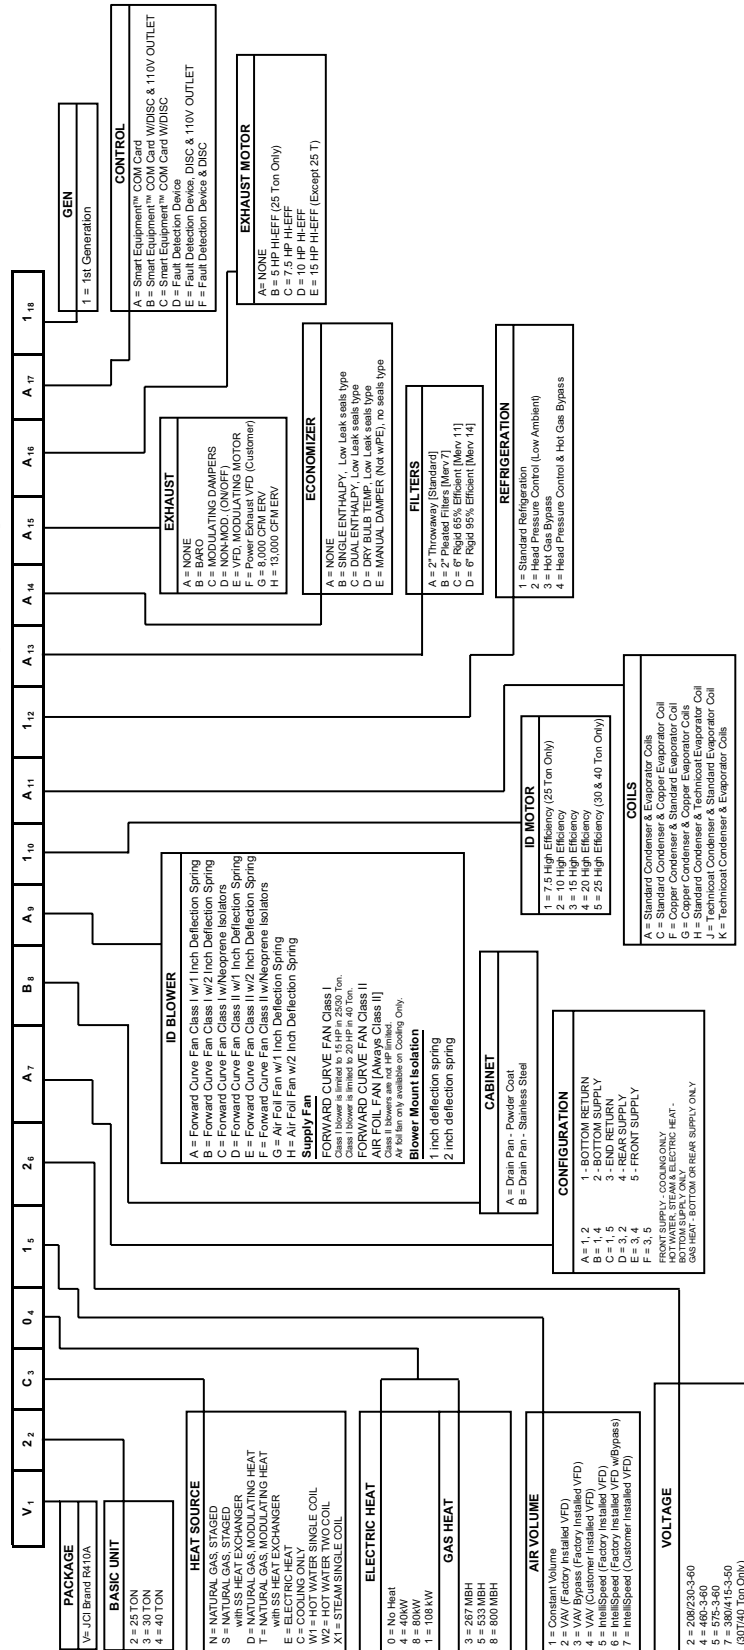 V 1
2 2
C 3
0 4
1 5
2 6
A 7
B 8
A 9
1 10
A 11
1 12
A 13
A 14
A 15
A 16
A 17
1 18
PACKAGE
V= JCI Brand R410A
BASIC UNIT
2 = 25 TON
3 = 30 TON
4 = 40 TON
HEAT SOURCE
N = NATURAL GAS, STAGED
S = NATURAL GAS, STAGED
with SS HEAT EXCHANGER
D = NATURAL GAS, MODULATING HEAT
T = NATURAL GAS, MODULATING HEAT
with SS HEAT EXCHANGER
E = ELECTRIC HEAT
C = COOLING ONLY
W1 = HOT WATER SINGLE COIL
W2 = HOT WATER TWO COIL
X1 = STEAM SINGLE COIL
ELECTRIC HEAT
0 = No Heat
4 = 40kW
8 = 80kW
1 = 108 kW
GAS HEAT
3 = 267 MBH
5 = 533 MBH
8 = 800 MBH
AIR VOLUME
1 = Constant Volume
2 = VAV (Factory Installed VFD)
3 = VAV Bypass (Factory Installed VFD)
4 = VAV (Customer Installed VFD)
5 = IntelliSpeed (Factory Installed VFD)
6 = IntelliSpeed (Factory Installed VFD w/Bypass)
7 = IntelliSpeed (Customer Installed VFD)
VOLTAGE
2 = 208/230-3-60
4 = 460-3-60
5 = 575-3-60
7 = 380/415-3-50
(30T/40 Ton Only)
CONFIGURATION
A = 1, 2 1 - BOTTOM RETURN
B = 1, 4 2 - BOTTOM SUPPLY
C = 1, 5 3 - END RETURN
D = 3, 2 4 - REAR SUPPLY
E = 3, 4 5 - FRONT SUPPLY
F = 3, 5
FRONT SUPPLY - COOLING ONLY
HOT WATER, STEAM & ELECTRIC HEAT -
BOTTOM SUPPLY ONLY
GAS HEAT - BOTTOM OR REAR SUPPLY ONLY
CABINET
A = Drain Pan - Powder Coat
B = Drain Pan - Stainless Steel
ID BLOWER
A = Forward Curve Fan Class I w/1 Inch Deflection Spring
B = Forward Curve Fan Class I w/2 Inch Deflection Spring
C = Forward Curve Fan Class I w/Neoprene Isolators
D = Forward Curve Fan Class II w/1 Inch Deflection Spring
E = Forward Curve Fan Class II w/2 Inch Deflection Spring
F = Forward Curve Fan Class II w/Neoprene Isolators
G = Air Foil Fan w/1 Inch Deflection Spring
H = Air Foil Fan w/2 Inch Deflection Spring
Supply Fan
FORWARD CURVE FAN Class I
Class I blower is limited to 15 HP in 25/30 Ton.
Class I blower is limited to 20 HP in 40 Ton.
FORWARD CURVE FAN Class II
AIR FOIL FAN [Always Class II]
Class II blowers are not HP limited.
Air foil fan only available on Cooling Only.
Blower Mount Isolation
1 inch deflection spring
2 inch deflection spring
ID MOTOR
1 = 7.5 High Efficiency (25 Ton Only)
2 = 10 High Efficiency
3 = 15 High Efficiency
4 = 20 High Efficiency
5 = 25 High Efficiency (30 & 40 Ton Only)
COILS
A = Standard Condenser & Evaporator Coils
C = Standard Condenser & Copper Evaporator Coil
F = Copper Condenser & Standard Evaporator Coil
G = Copper Condenser & Copper Evaporator Coils
H = Standard Condenser & Technicoat Evaporator Coil
J = Technicoat Condenser & Standard Evaporator Coil
K = Technicoat Condenser & Evaporator Coils
REFRIGERATION
1 = Standard Refrigeration
2 = Head Pressure Control (Low Ambient)
3 = Hot Gas Bypass
4 = Head Pressure Control & Hot Gas Bypass
FILTERS
A = 2" Throwaway [Standard]
B = 2" Pleated Filters [Merv 7]
C = 6" Rigid 65% Efficient [Merv 11]
D = 6" Rigid 95% Efficient [Merv 14]
ECONOMIZER
A = NONE
B = SINGLE ENTHALPY, Low Leak seals type
C = DUAL ENTHALPY, Low Leak seals type
D = DRY BULB TEMP, Low Leak seals type
E = MANUAL DAMPER (Not w/PE), no seals type
EXHAUST
A = NONE
B = BARO
C = MODULATING DAMPERS
D = NON-MOD. (ON/OFF)
E = VFD, MODULATING MOTOR
F = Power Exhaust VFD (Customer)
G = 8,000 CFM ERV
H = 13,000 CFM ERV
EXHAUST MOTOR
A= NONE
B = 5 HP HI-EFF (25 Ton Only)
C = 7.5 HP HI-EFF
D = 10 HP HI-EFF
E = 15 HP HI-EFF (Except 25 T)
CONTROL
A = Smart Equipment™ COM Card
B = Smart Equipment™ COM Card W/DISC & 110V OUTLET
C = Smart Equipment™ COM Card W/DISC
D = Fault Detection Device
E = Fault Detection Device, DISC & 110V OUTLET
F = Fault Detection Device & DISC
GEN
1 = 1st Generation